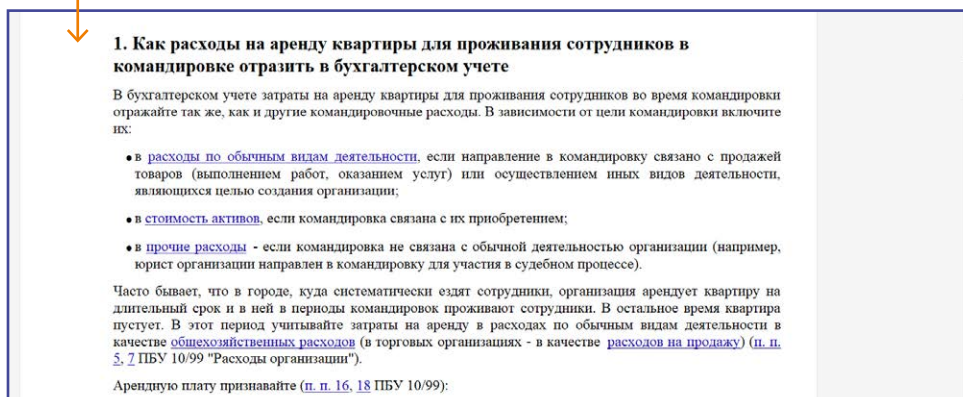 1. Как расходы на аренду квартиры для проживания сотрудников в
командировке отразить в бухгалтерском учете
В бухгалтерском учете затраты на аренду квартиры для проживания сотрудников во время командировки
отражайте так же, как и другие командировочные расходы. В зависимости от цели командировки включите
их:
• в расходы по обычным видам деятельности, если направление в командировку связано с продажей
товаров (выполнением работ, оказанием услуг) или осуществлением иных видов деятельности,
являющихся целью создания организации;
• в стоимость активов, если командировка связана с их приобретением;
• в прочие расходы - если командировка не связана с обычной деятельностью организации (например,
юрист организации направлен в командировку для участия в судебном процессе).
Часто бывает, что в городе, куда систематически ездят сотрудники, организация арендует квартиру на
длительный срок и в ней в периоды командировок проживают сотрудники. В остальное время квартира
пустует. В этот период учитывайте затраты на аренду в расходах по обычным видам деятельности в
качестве общехозяйственных расходов (в торговых организациях - в качестве расходов на продажу) (п. п.
5, 7 ПБУ 10/99 "Расходы организации").
Арендную плату признавайте (п. п. 16, 18 ПБУ 10/99):